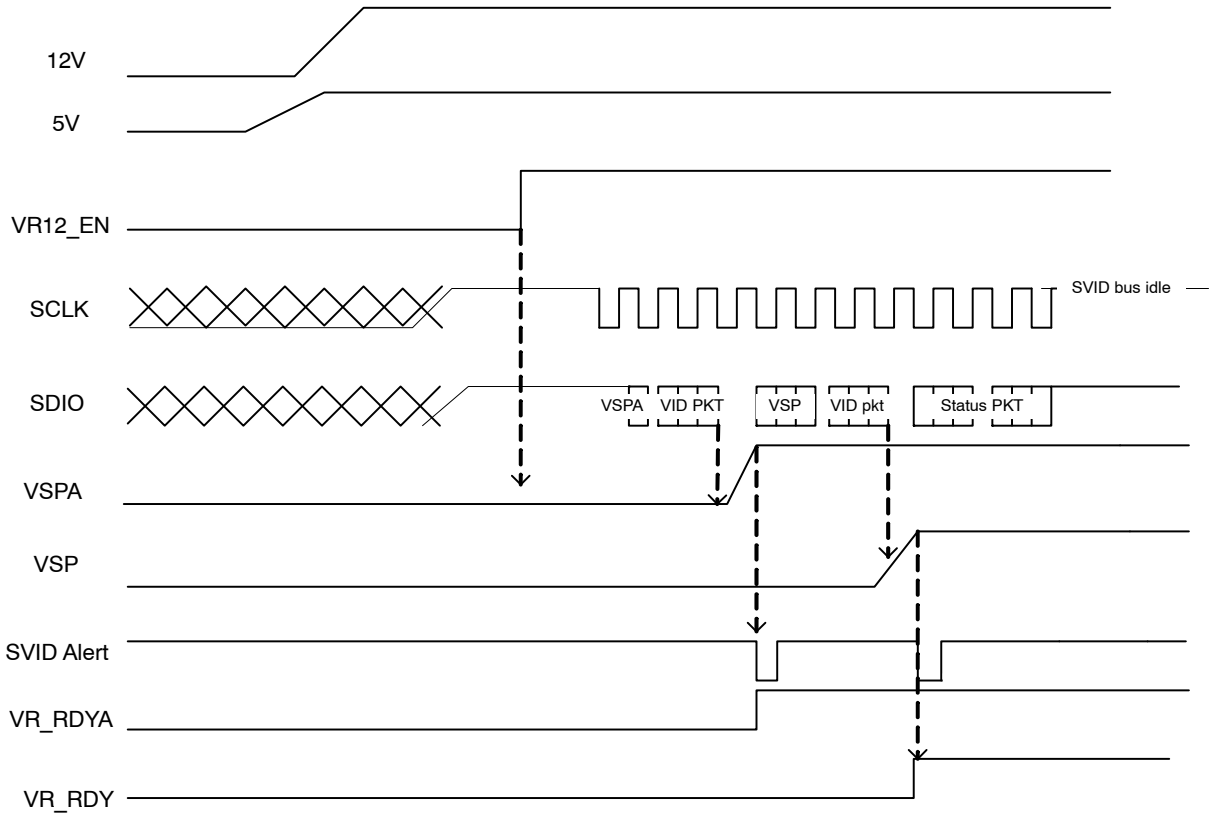 12V
5V
VR12_EN
SCLK
SVID bus idle
SDIO
VSPA VID PKT VSP VID pkt Status PKT
VSPA
VSP
SVID Alert
VR_RDYA
VR_RDY